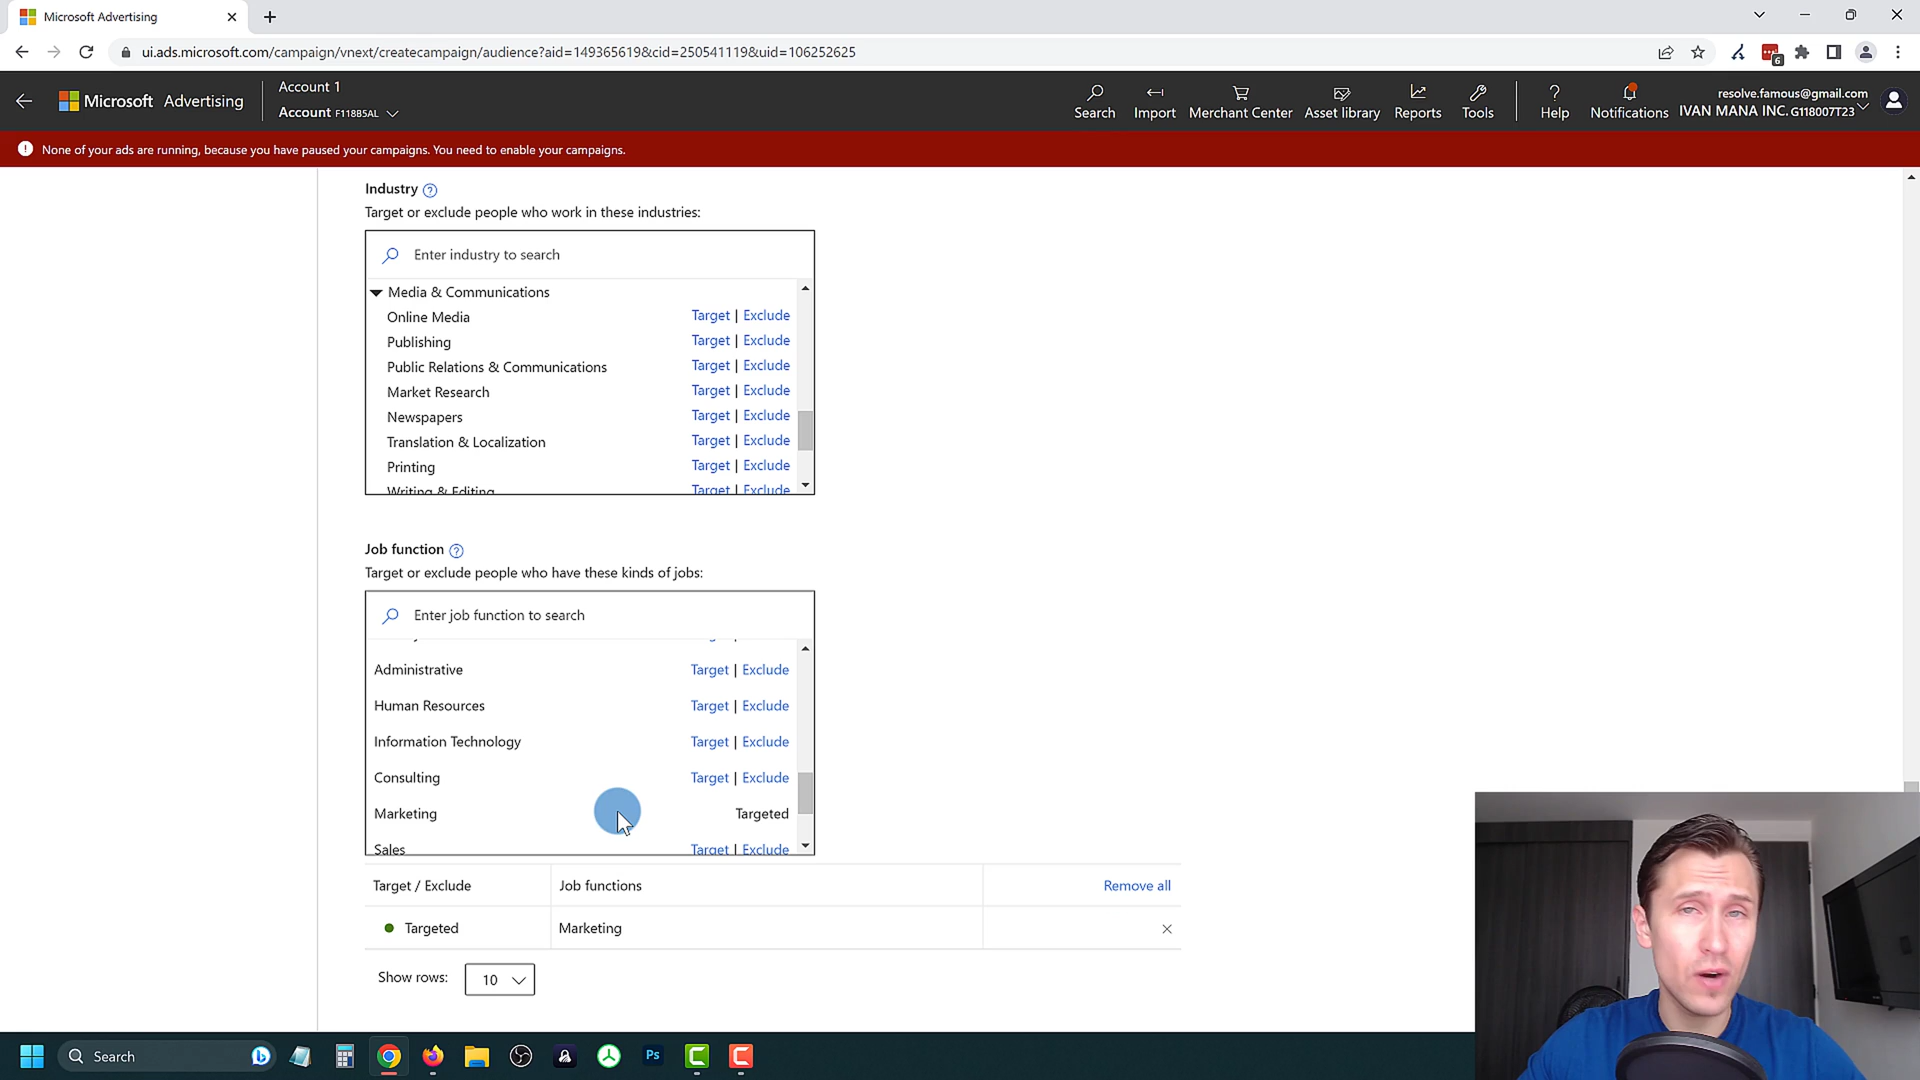 Microsoft Advertising
ui.ads.microsoft.com/campaign/vnext/createcampaign/audience?aid=149365619&cid=250541119&uid=106252625
6
Microsoft Advertising
Account 1
Account F118B5AL
Search
Import
Merchant Center
Asset library
Reports
Tools
Help
Notifications
resolve.famous@gmail.com
IVAN MANA INC. G118007T23
None of your ads are running, because you have paused your campaigns. You need to enable your campaigns.
Industry
Target or exclude people who work in these industries:
Enter industry to search
Media & Communications
Online Media Target | Exclude
Publishing Target | Exclude
Public Relations & Communications Target | Exclude
Market Research Target | Exclude
Newspapers Target | Exclude
Translation & Localization Target | Exclude
Printing Target | Exclude
Writing & Editing Target | Exclude
Job function
Target or exclude people who have these kinds of jobs:
Enter job function to search
Administrative Target | Exclude
Human Resources Target | Exclude
Information Technology Target | Exclude
Consulting Target | Exclude
Marketing Targeted
Sales Target | Exclude
Target / Exclude Job functions Remove all
Targeted Marketing
Show rows: 10
Search
Ps